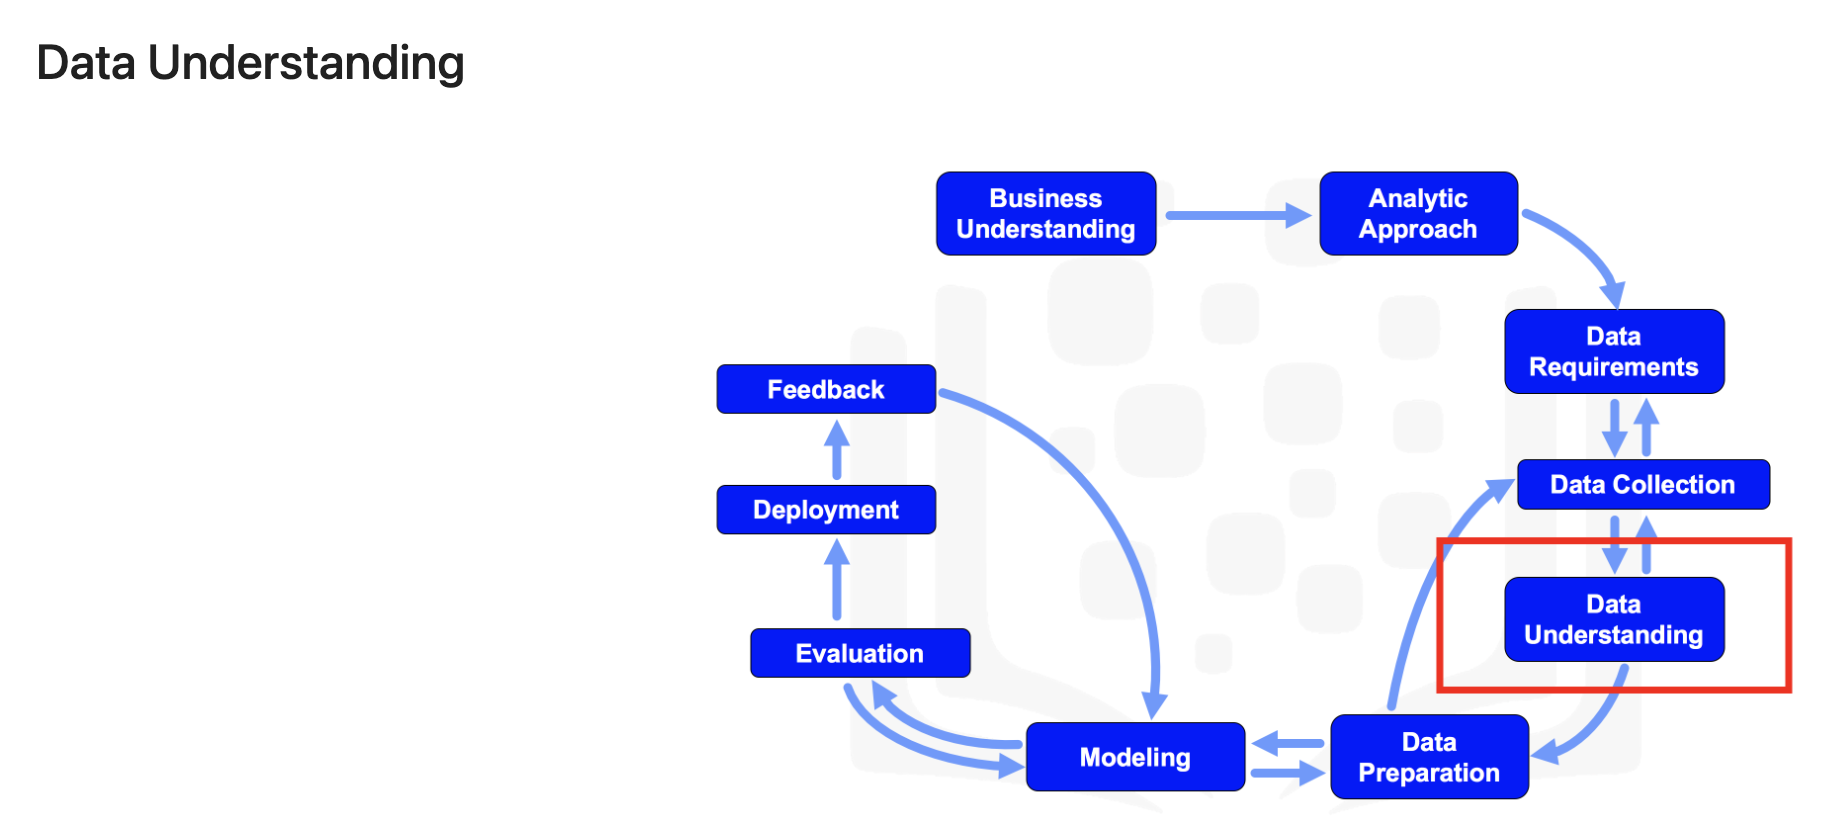 Data Understanding
Business
Understanding
Analytic
Approach
Data
Requirements
Data Collection
Data
Understanding
Data
Preparation
Modeling
Evaluation
Deployment
Feedback